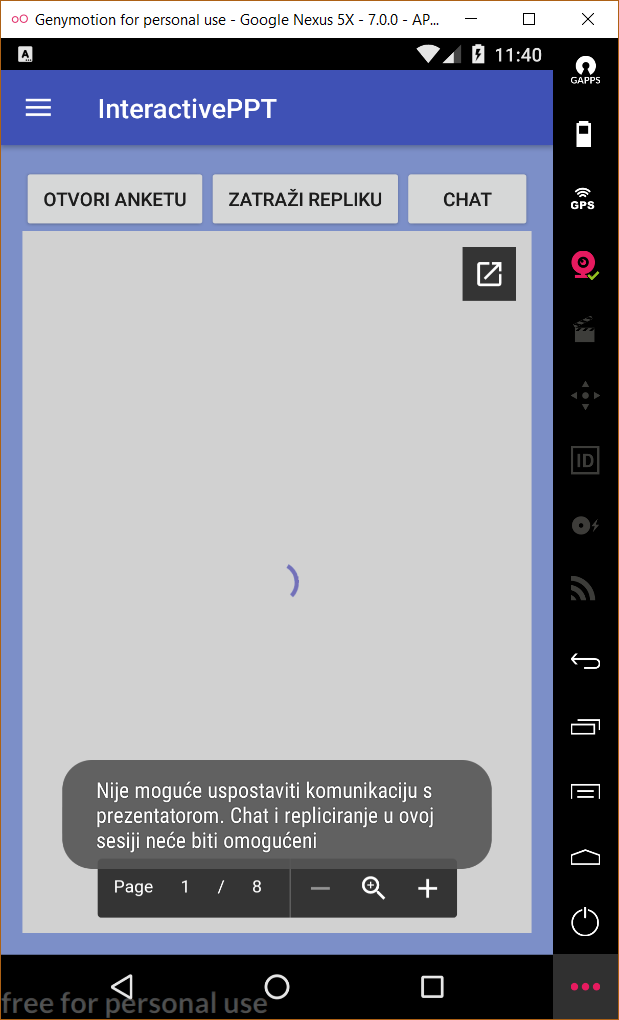 Genymotion for personal use - Google Nexus 5X - 7.0.0 - AP...
A
11:40
GAPPS
InteractivePPT
OTVORI ANKETU
ZATRAŽI REPLIKU
CHAT
GPS
ID
Nije moguće uspostaviti komunikaciju s
prezentatorom. Chat i repliciranje u ovoj
sesiji neće biti omogućeni
Page 1 / 8
free for personal use